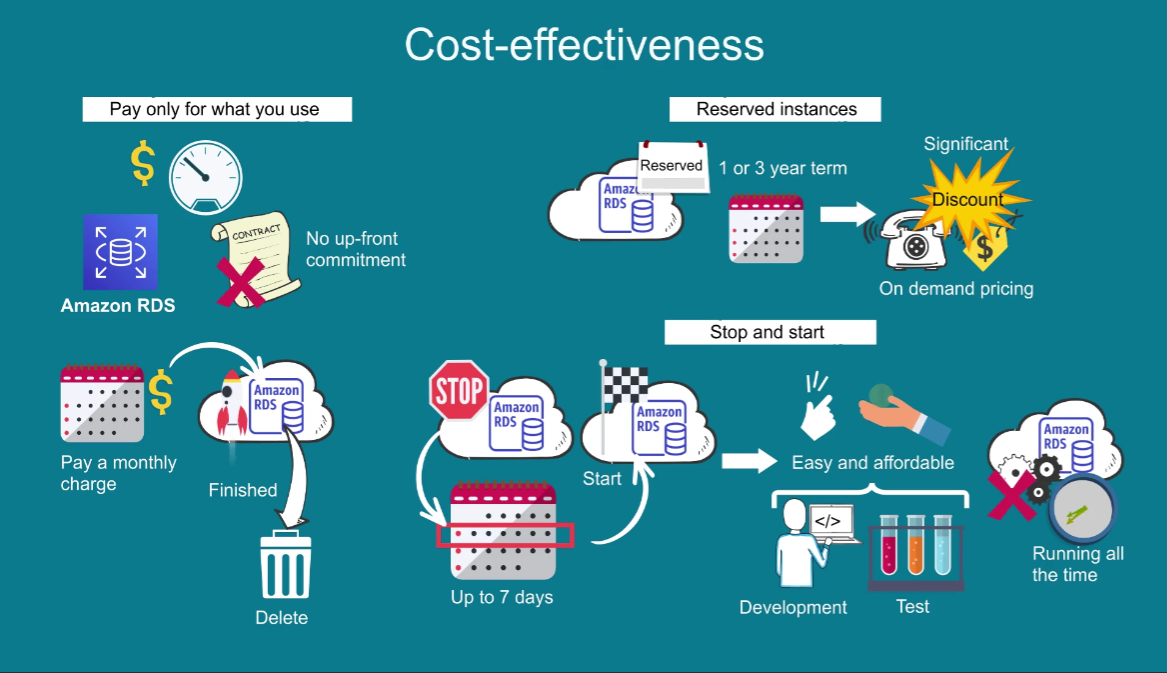 Cost-effectiveness
Pay only for what you use
$
CONTRACT
No up-front
commitment
Amazon RDS
$
Amazon
RDS
Pay a monthly
charge
Finished
Delete
Reserved instances
Reserved
Amazon
RDS
1 or 3 year term
Significant
Discount
$
On demand pricing
Stop and start
STOP
Amazon
RDS
Up to 7 days
Amazon
RDS
Start
Easy and affordable
</>
Development
Test
Amazon
RDS
Running all
the time